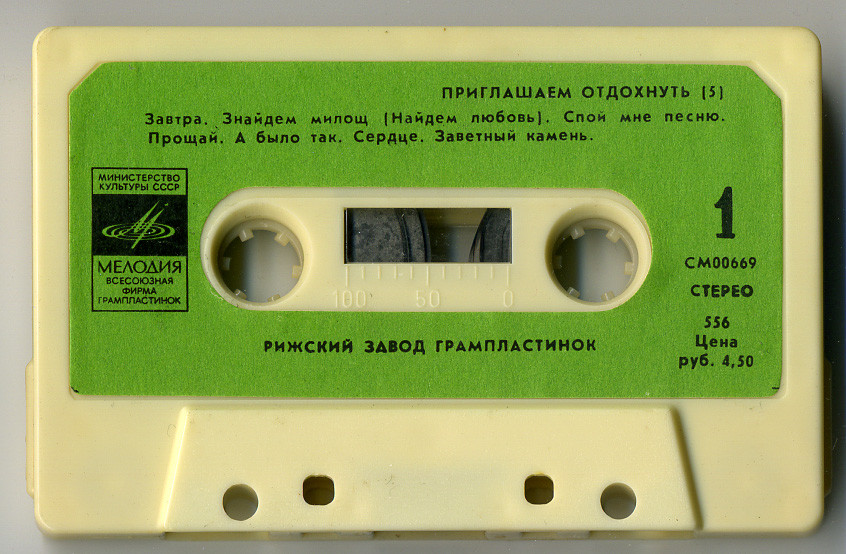 ПРИГЛАШАЕМ ОТДОХНУТЬ (5)
Завтра. Знайдем милощ (Найдем любовь). Спой мне песню.
Прощай. А было так. Сердце. Заветный камень.
МИНИСТЕРСТВО
КУЛЬТУРЫ СССР
МЕЛОДИЯ
ВСЕСОЮЗНАЯ
ФИРМА
ГРАМПЛАСТИНОК
1
СМ00669
СТЕРЕО
556
Цена
руб. 4,50
100 50 0
РИЖСКИЙ ЗАВОД ГРАМПЛАСТИНОК